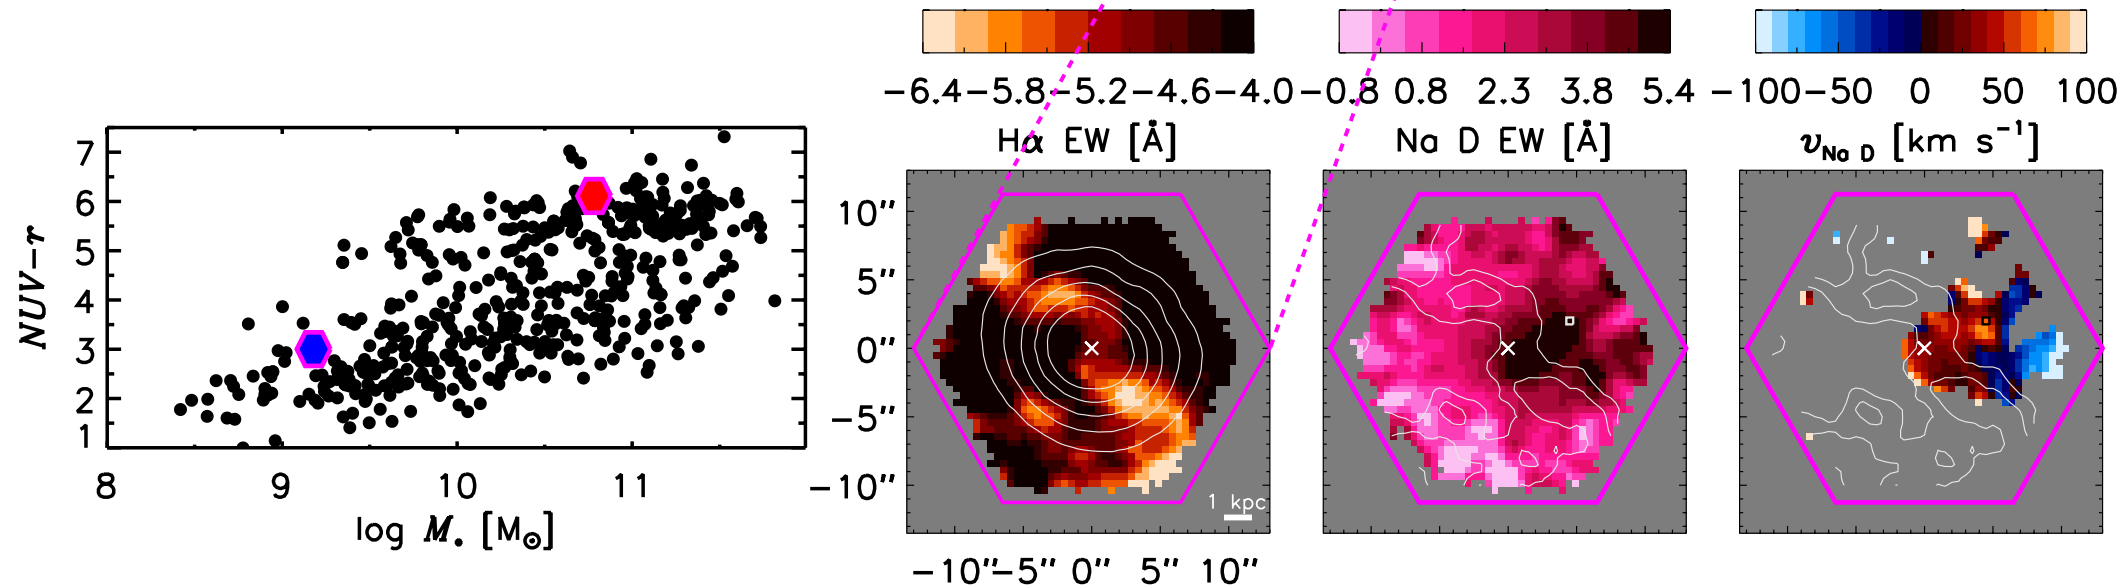 NUV−r
7
6
5
4
3
2
1
8 9 10 11
log M* [M⊙]
−6.4 −5.8 −5.2 −4.6 −4.0
Hα EW [Å]
10″
5″
0″
−5″
−10″
1 kpc
−10″ −5″ 0″ 5″ 10″
−0.8 0.8 2.3 3.8 5.4
Na D EW [Å]
−100 −50 0 50 100
υNa D [km s⁻¹]